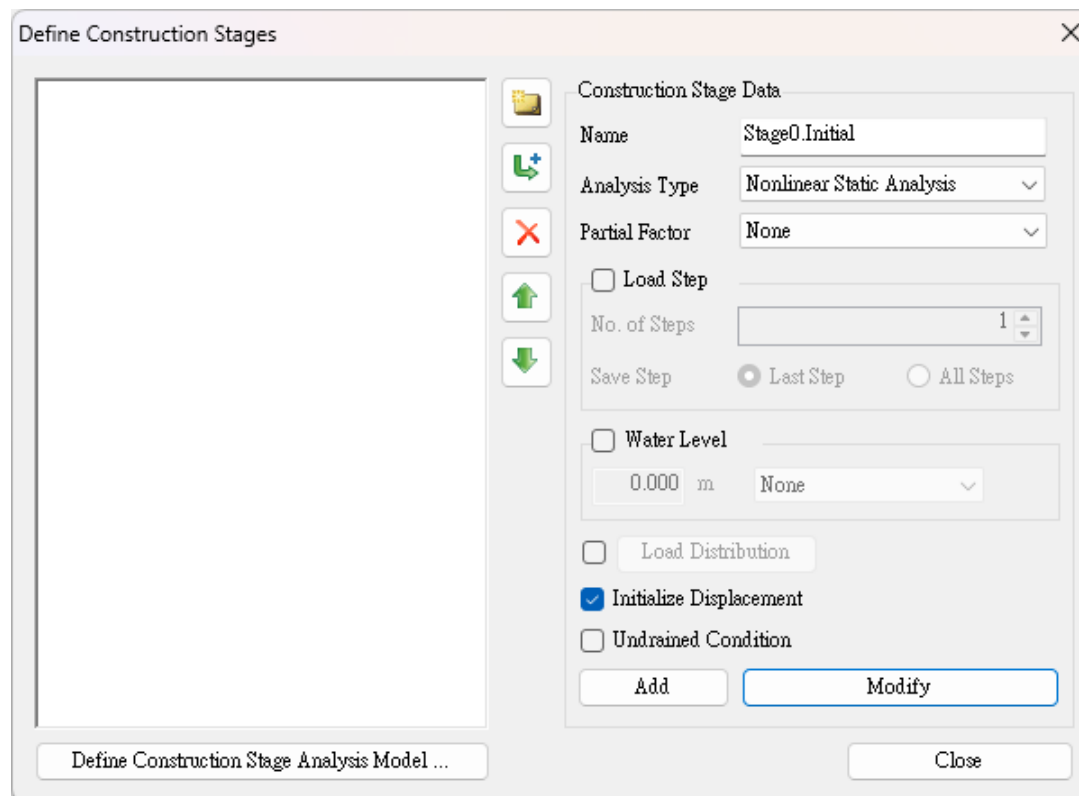 Define Construction Stages
Construction Stage Data
Name Stage0.Initial
Analysis Type Nonlinear Static Analysis
Partial Factor None
Load Step
No. of Steps 1
Save Step Last Step All Steps
Water Level
0.000 m None
Load Distribution
Initialize Displacement
Undrained Condition
Add Modify
Define Construction Stage Analysis Model ... Close